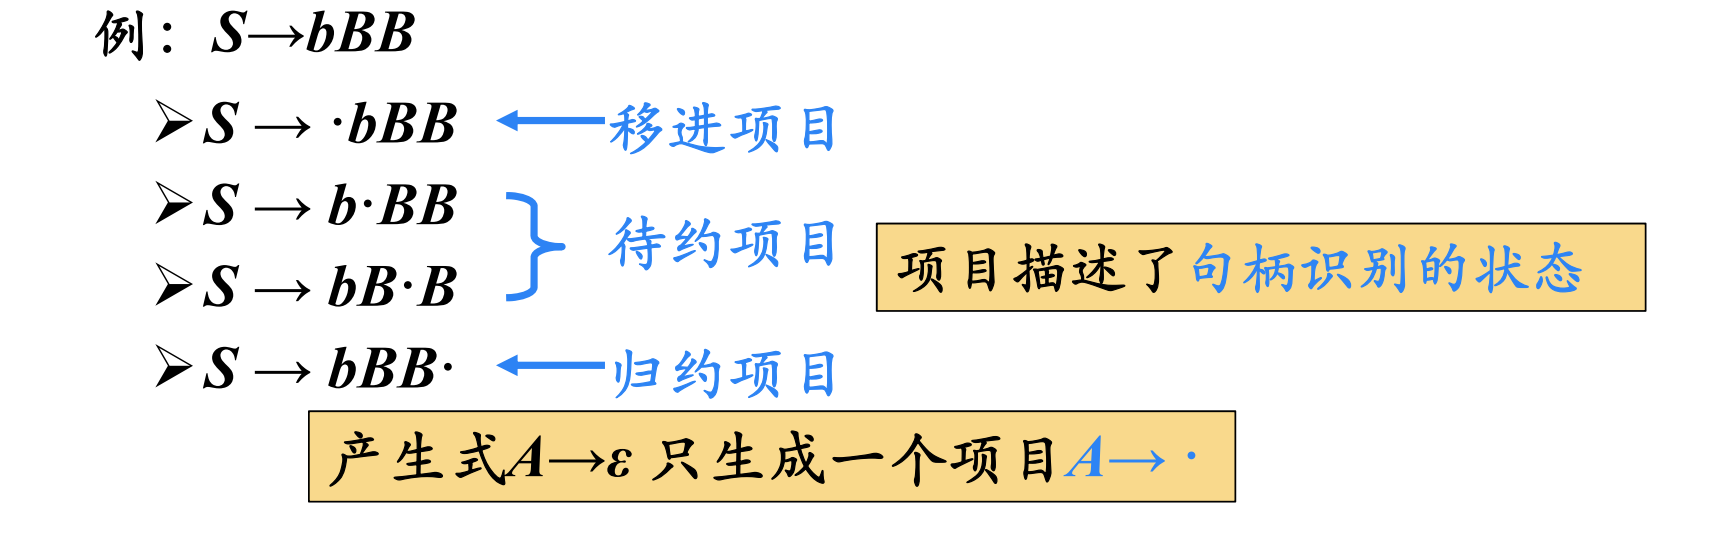 例：S→bBB
➢S → ·bBB 移进项目
➢S → b·BB
待约项目
项目描述了句柄识别的状态
➢S → bB·B
➢S → bBB· 归约项目
产生式A→ε 只生成一个项目A→ ·